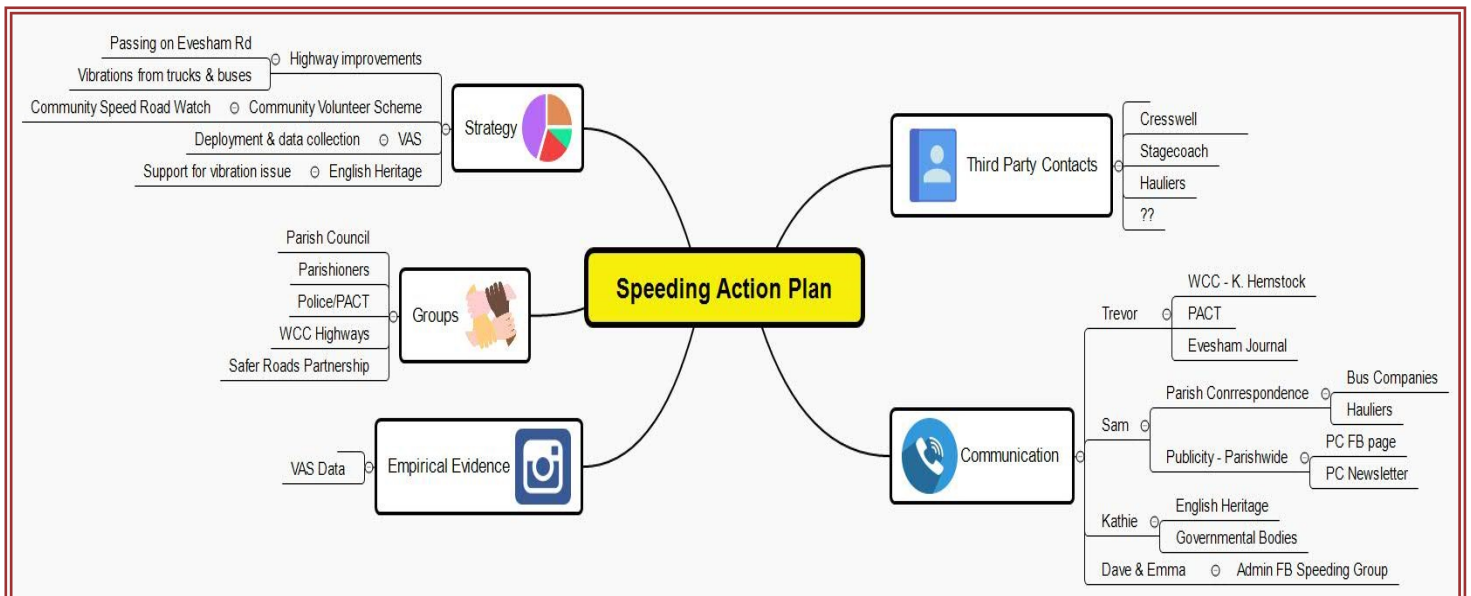 Speeding Action Plan
Strategy
Highway improvements
Passing on Evesham Rd
Vibrations from trucks & buses
Community Volunteer Scheme
Community Speed Road Watch
VAS
Deployment & data collection
English Heritage
Support for vibration issue
Groups
Parish Council
Parishioners
Police/PACT
WCC Highways
Safer Roads Partnership
Empirical Evidence
VAS Data
Third Party Contacts
Cresswell
Stagecoach
Hauliers
??
Communication
Trevor
WCC - K. Hemstock
PACT
Evesham Journal
Sam
Parish Conrrespondence
Bus Companies
Hauliers
Publicity - Parishwide
PC FB page
PC Newsletter
Kathie
English Heritage
Governmental Bodies
Dave & Emma
Admin FB Speeding Group